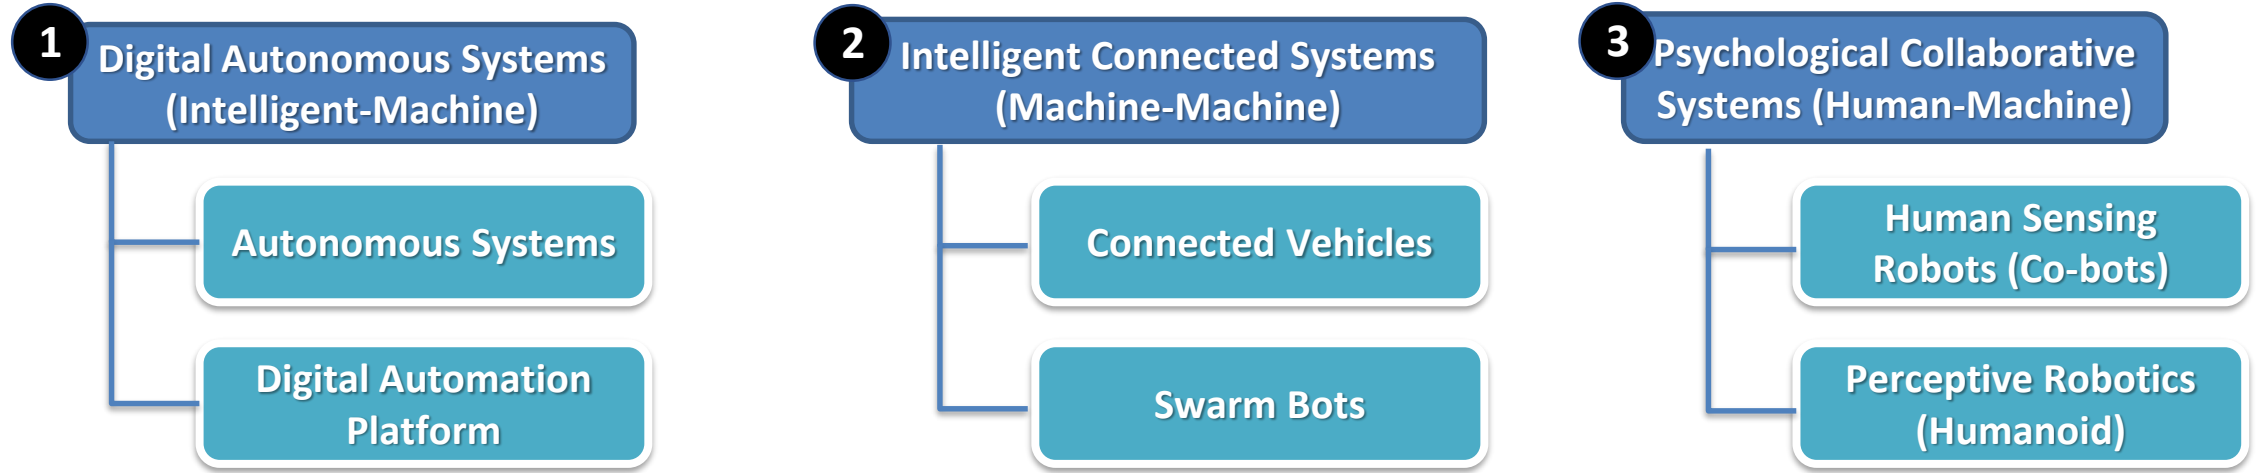 1
Digital Autonomous Systems
(Intelligent-Machine)
Autonomous Systems
Digital Automation
Platform
2
Intelligent Connected Systems
(Machine-Machine)
Connected Vehicles
Swarm Bots
3
Psychological Collaborative
Systems (Human-Machine)
Human Sensing
Robots (Co-bots)
Perceptive Robotics
(Humanoid)